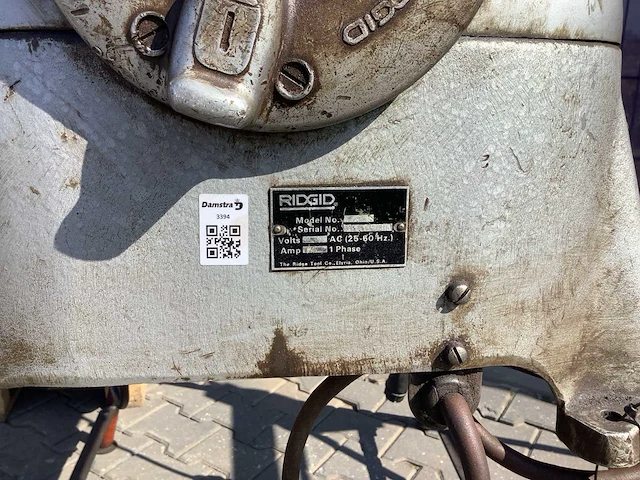 RIDGID
Damstra
3394
RIDGID
Model No.
Serial No.
Volts AC (25-60 Hz.)
Amp 1 Phase
The Ridge Tool Co., Elyria, Ohio, U.S.A.